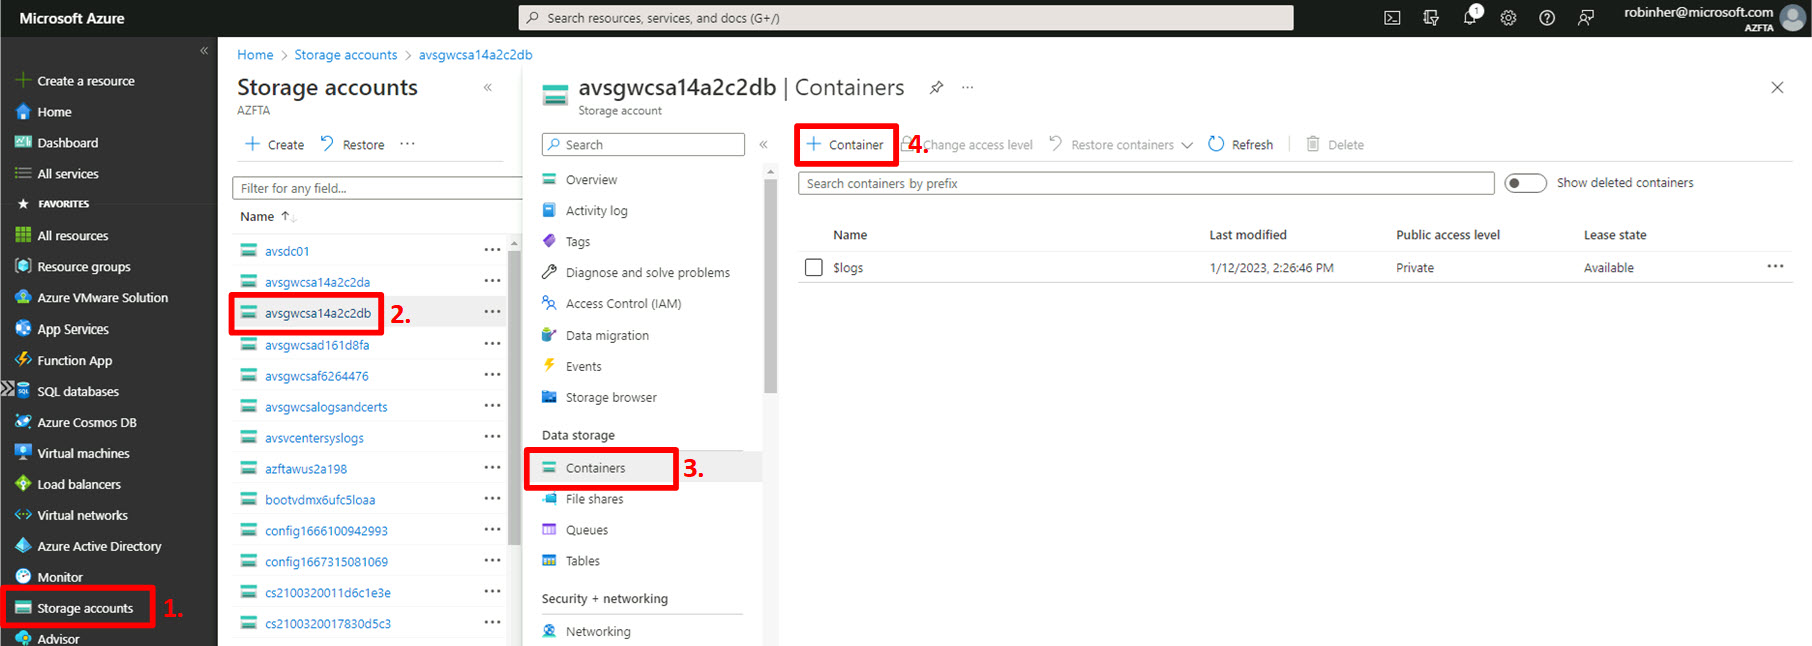 Microsoft Azure
Search resources, services, and docs (G+/)
1
robinher@microsoft.com
AZFTA
Create a resource
Home
Dashboard
All services
FAVORITES
All resources
Resource groups
Azure VMware Solution
App Services
Function App
SQL databases
Azure Cosmos DB
Virtual machines
Load balancers
Virtual networks
Azure Active Directory
Monitor
Storage accounts
1.
Advisor
Home > Storage accounts > avsgwcsa14a2c2db
Storage accounts
AZFTA
Create
Restore
Filter for any field...
Name
avsdc01
avsgwcsa14a2c2da
avsgwcsa14a2c2db
2.
avsgwcsad161d8fa
avsgwcsaf6264476
avsgwcsalogsandcerts
avsvcentersyslogs
azftawus2a198
bootvdmx6ufc5loaa
config1666100942993
config1667315081069
cs2100320011d6c1e3e
cs2100320017830d5c3
avsgwcsa14a2c2db | Containers
Storage account
Search
Overview
Activity log
Tags
Diagnose and solve problems
Access Control (IAM)
Data migration
Events
Storage browser
Data storage
Containers
3.
File shares
Queues
Tables
Security + networking
Networking
Container
4.
Change access level
Restore containers
Refresh
Delete
Search containers by prefix
Show deleted containers
Name Last modified Public access level Lease state
$logs 1/12/2023, 2:26:46 PM Private Available